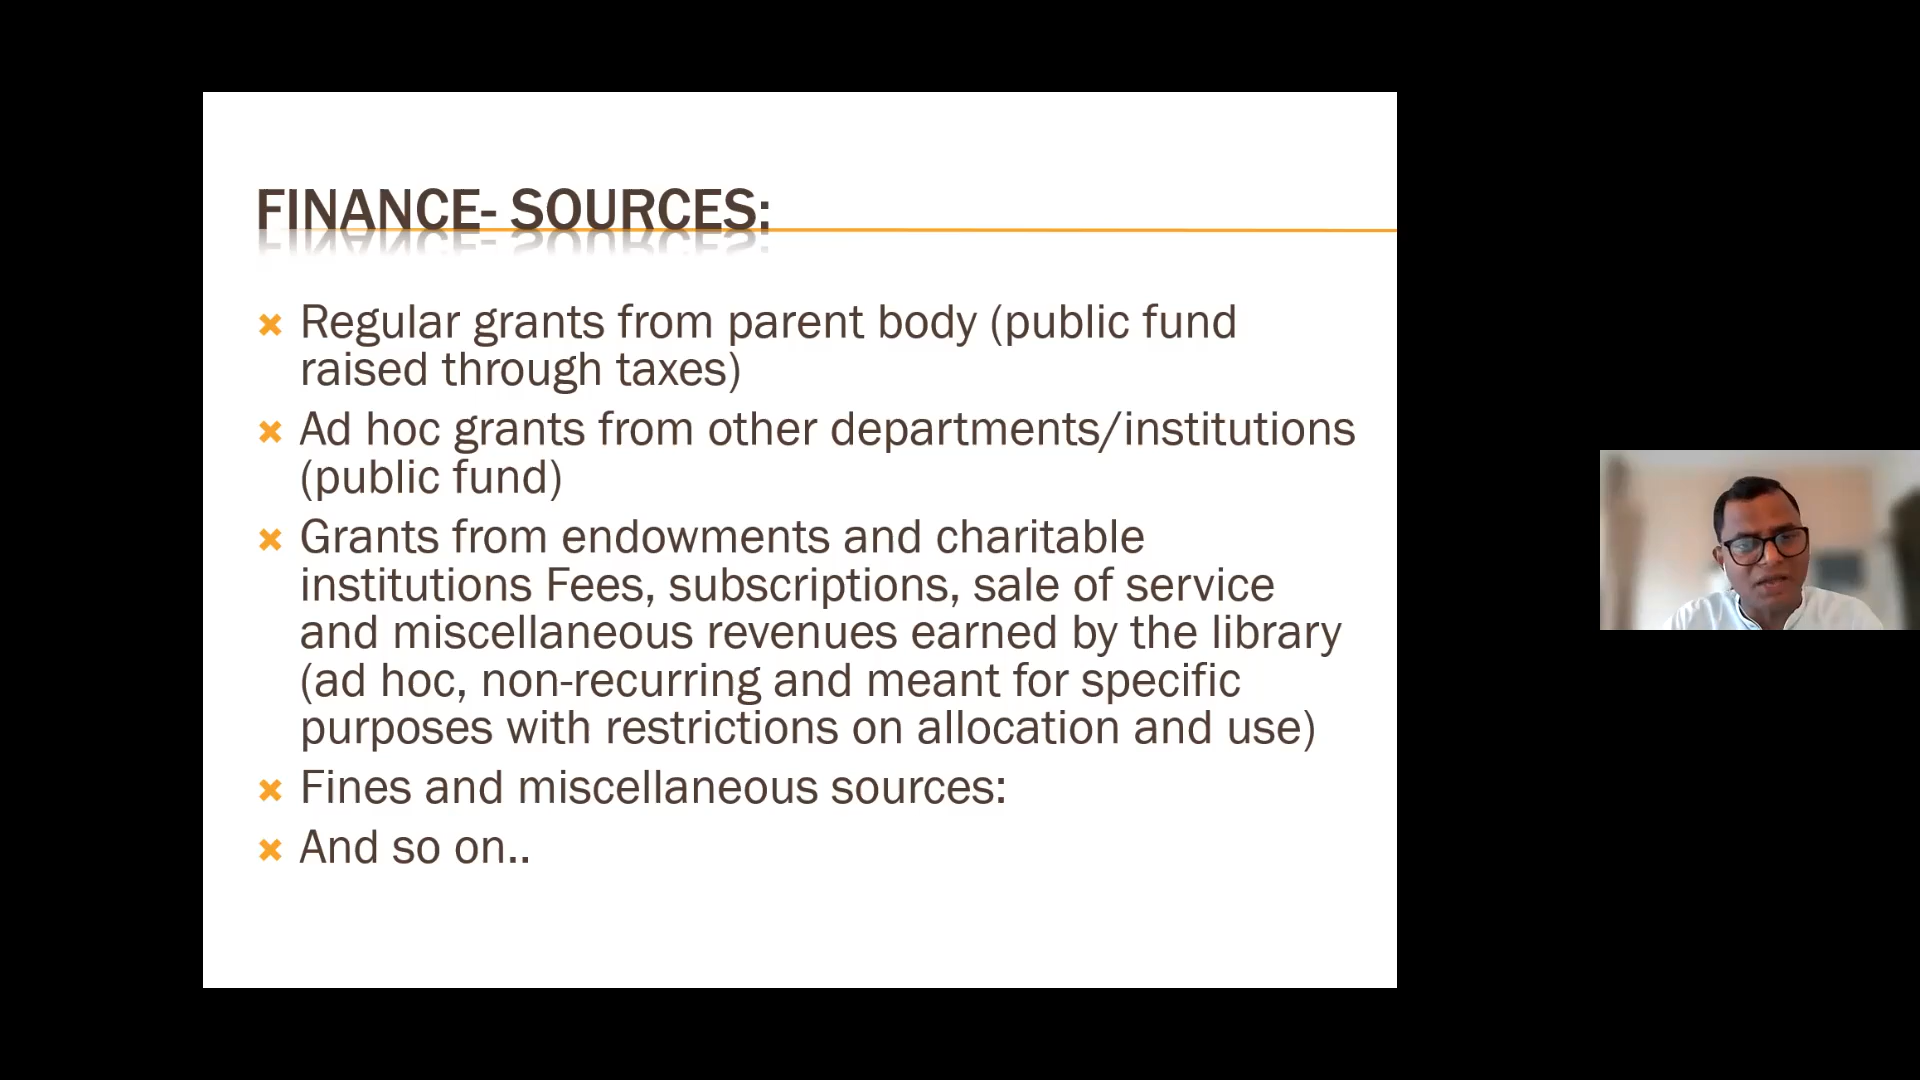 FINANCE- SOURCES:
Regular grants from parent body (public fund
raised through taxes)
Ad hoc grants from other departments/institutions
(public fund)
Grants from endowments and charitable
institutions Fees, subscriptions, sale of service
and miscellaneous revenues earned by the library
(ad hoc, non-recurring and meant for specific
purposes with restrictions on allocation and use)
Fines and miscellaneous sources:
And so on..